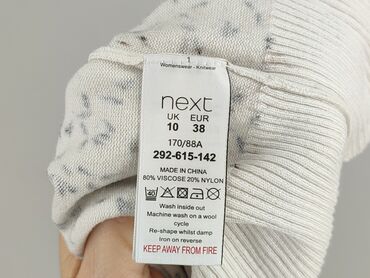 1
Womenswear - Knitwear
next
UK EUR
10 38
170/88A
292-615-142
MADE IN CHINA
80% VISCOSE 20% NYLON
40
Wash inside out
Machine wash on a wool
cycle
Re-shape whilst damp
Iron on reverse
KEEP AWAY FROM FIRE